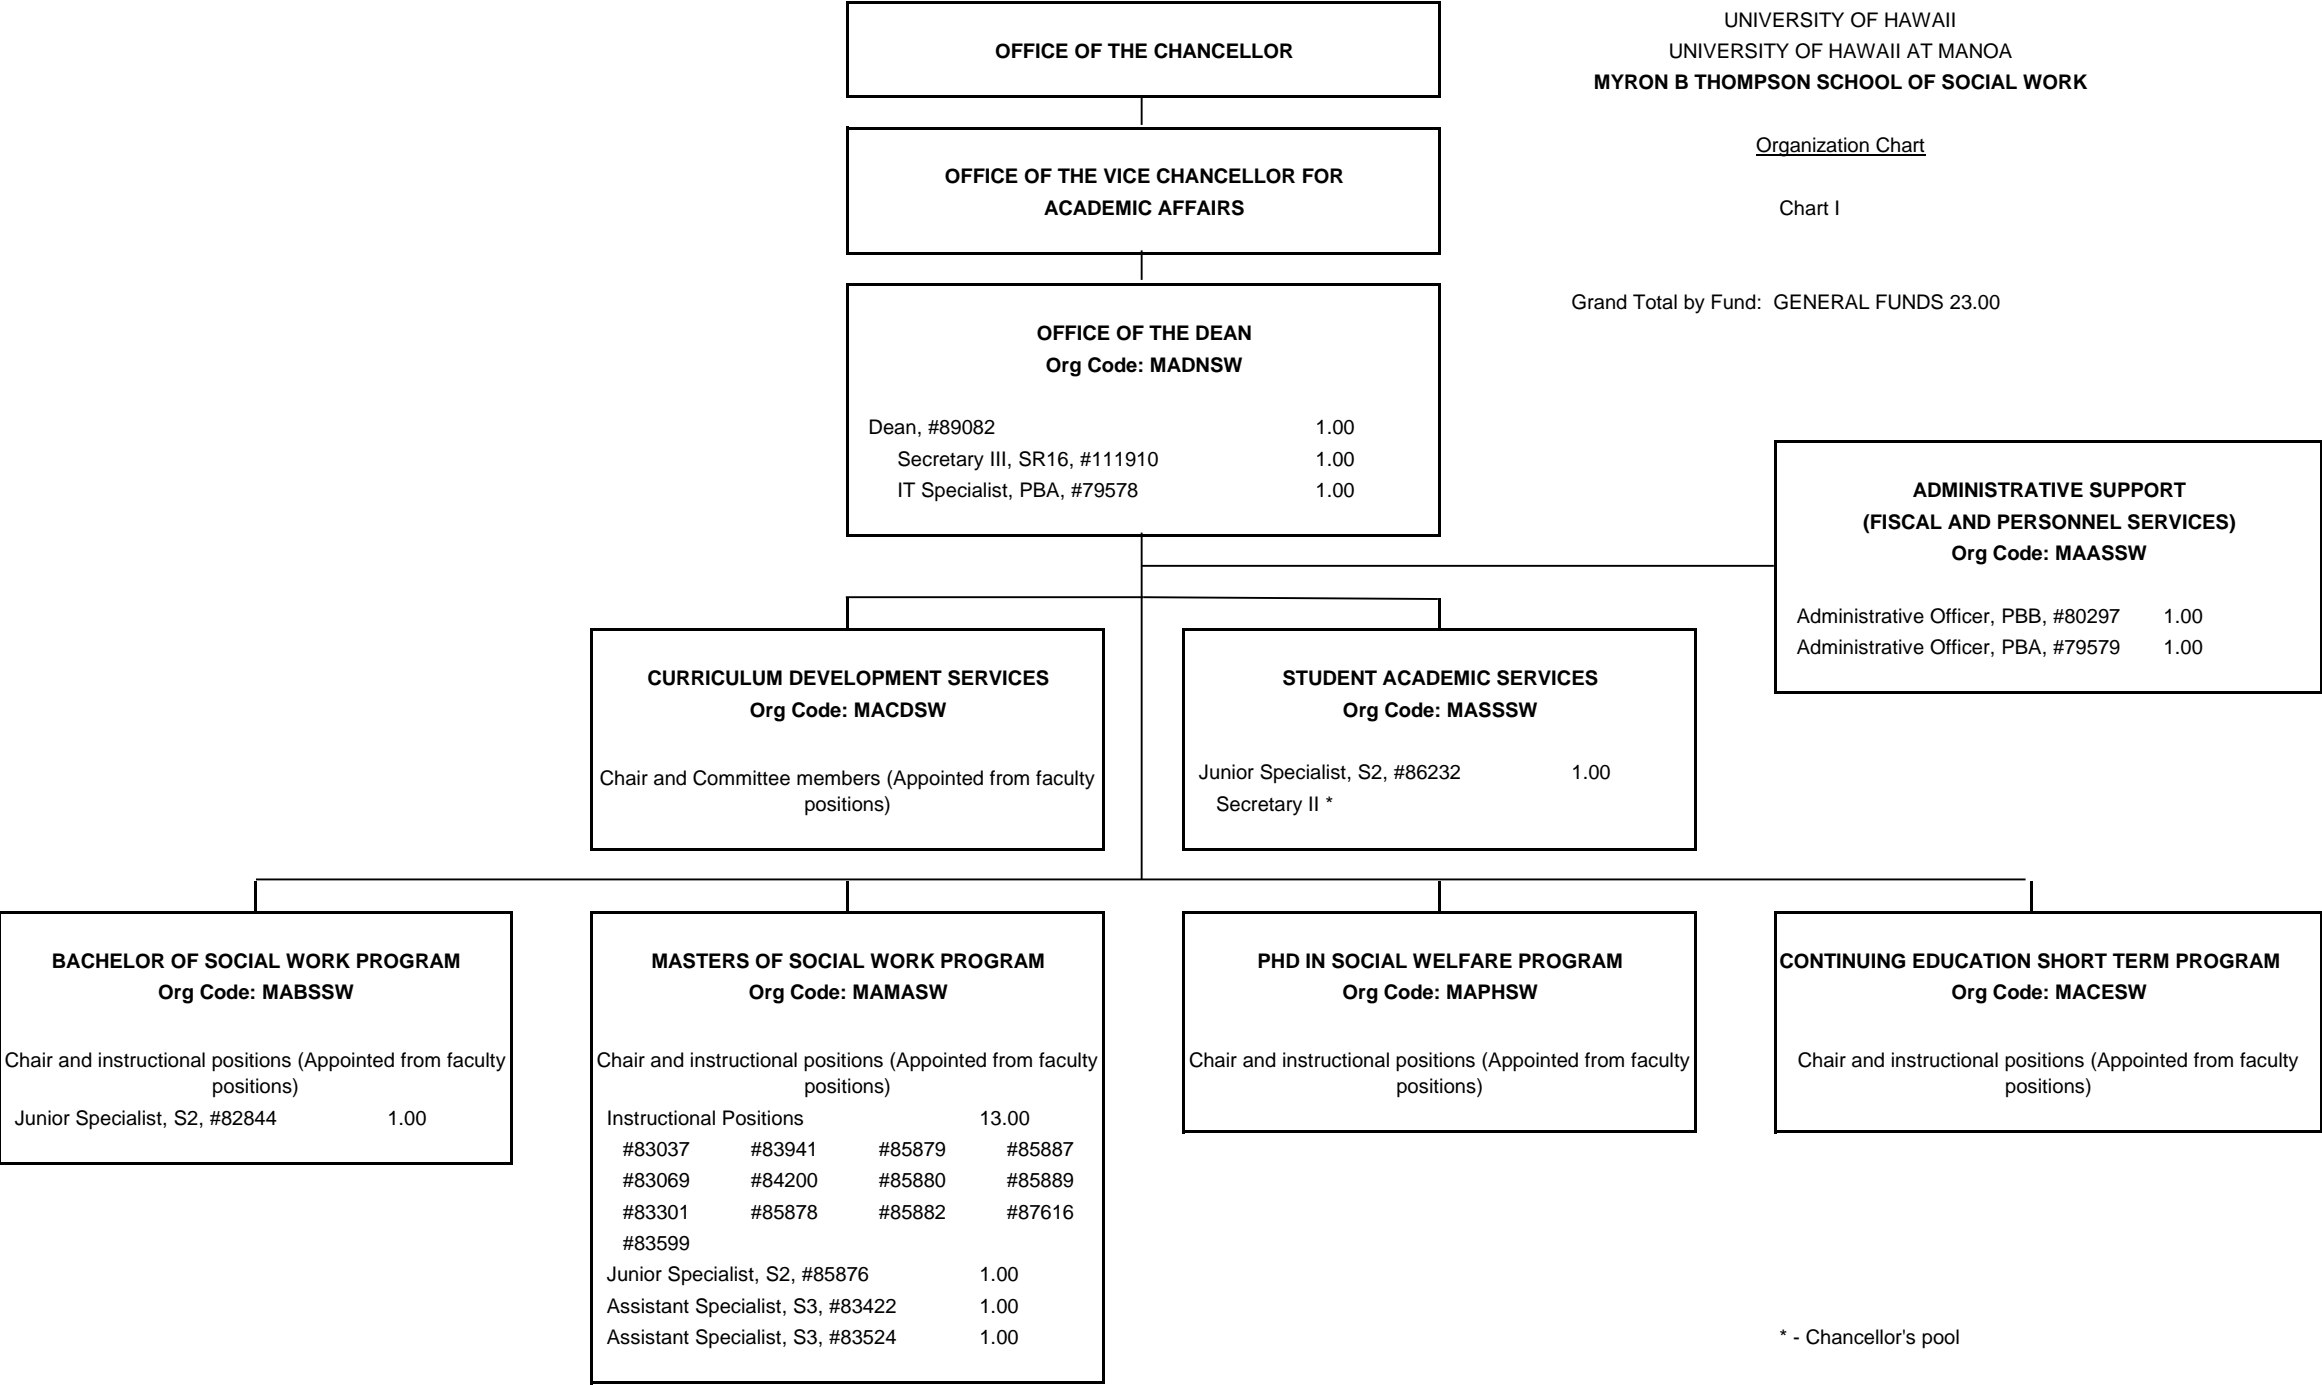 OFFICE OF THE CHANCELLOR
UNIVERSITY OF HAWAII
UNIVERSITY OF HAWAII AT MANOA
MYRON B THOMPSON SCHOOL OF SOCIAL WORK
Organization Chart
Chart I
Grand Total by Fund: GENERAL FUNDS 23.00
OFFICE OF THE VICE CHANCELLOR FOR
ACADEMIC AFFAIRS
OFFICE OF THE DEAN
Org Code: MADNSW
Dean, #89082 1.00
Secretary III, SR16, #111910 1.00
IT Specialist, PBA, #79578 1.00
ADMINISTRATIVE SUPPORT
(FISCAL AND PERSONNEL SERVICES)
Org Code: MAASSW
Administrative Officer, PBB, #80297 1.00
Administrative Officer, PBA, #79579 1.00
CURRICULUM DEVELOPMENT SERVICES
Org Code: MACDSW
Chair and Committee members (Appointed from faculty
positions)
STUDENT ACADEMIC SERVICES
Org Code: MASSSW
Junior Specialist, S2, #86232 1.00
Secretary II *
BACHELOR OF SOCIAL WORK PROGRAM
Org Code: MABSSW
Chair and instructional positions (Appointed from faculty
positions)
Junior Specialist, S2, #82844 1.00
MASTERS OF SOCIAL WORK PROGRAM
Org Code: MAMASW
Chair and instructional positions (Appointed from faculty
positions)
Instructional Positions 13.00
#83037 #83941 #85879 #85887
#83069 #84200 #85880 #85889
#83301 #85878 #85882 #87616
#83599
Junior Specialist, S2, #85876 1.00
Assistant Specialist, S3, #83422 1.00
Assistant Specialist, S3, #83524 1.00
PHD IN SOCIAL WELFARE PROGRAM
Org Code: MAPHSW
Chair and instructional positions (Appointed from faculty
positions)
CONTINUING EDUCATION SHORT TERM PROGRAM
Org Code: MACESW
Chair and instructional positions (Appointed from faculty
positions)
* - Chancellor's pool